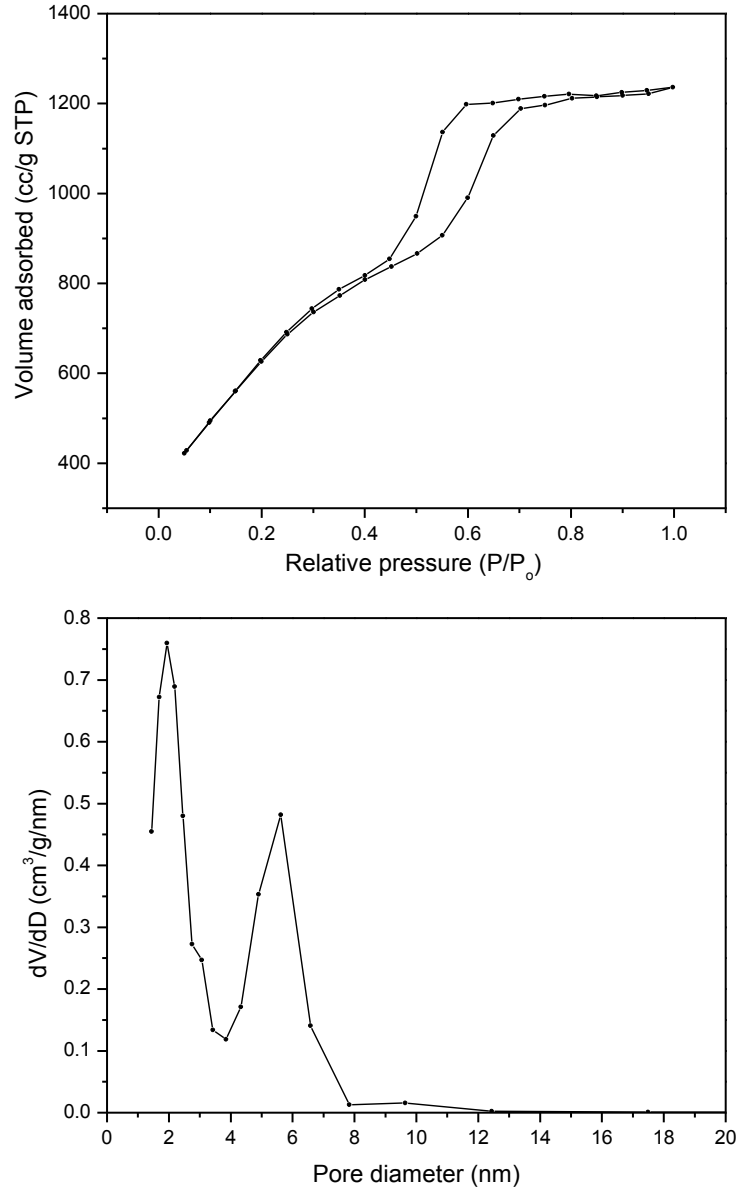 1400
1200
1000
800
600
400
Volume adsorbed (cc/g STP)
0.0 0.2 0.4 0.6 0.8 1.0
Relative pressure (P/Pₒ)
0.8
0.7
0.6
0.5
0.4
0.3
0.2
0.1
0.0
dV/dD (cm³/g/nm)
0 2 4 6 8 10 12 14 16 18 20
Pore diameter (nm)